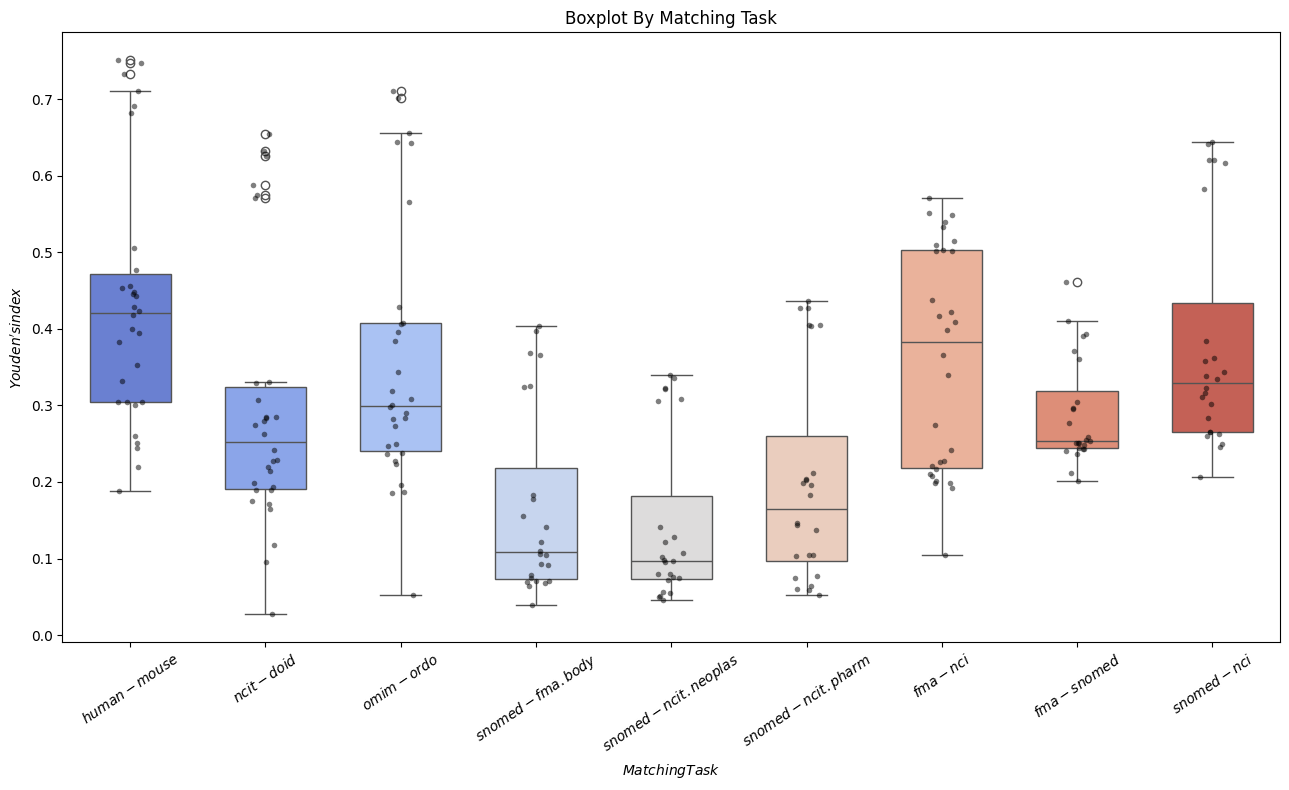 Boxplot By Matching Task
Youden'sindex
0.7
0.6
0.5
0.4
0.3
0.2
0.1
0.0
human − mouse
ncit − doid
omim − ordo
snomed − fma.body
snomed − ncit.neoplas
snomed − ncit.pharm
fma − nci
fma − snomed
snomed − nci
MatchingTask